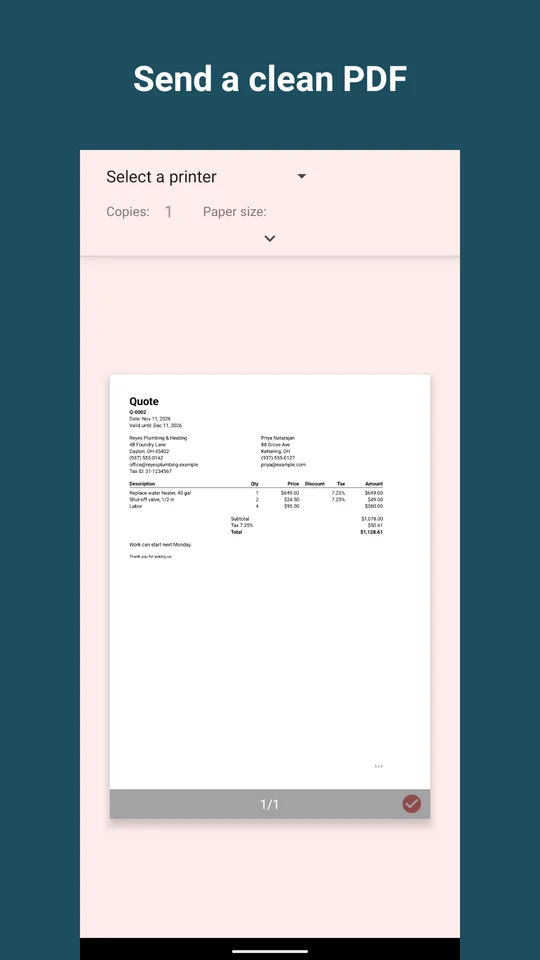 Send a clean PDF
Select a printer
Copies: 1 Paper size:
Quote
Q-0002
Date: Nov 11, 2026
Valid until: Dec 11, 2026
Reyes Plumbing & Heating Priya Natarajan
48 Foundry Lane 88 Grove Ave
Dayton, OH 45402 Kettering, OH
(937) 555-0142 (937) 555-0127
office@reyesplumbing.example priya@example.com
Tax ID: 31-1234567
Description Qty Price Discount Tax Amount
Replace water heater, 40 gal 1 $649.00 7.25% $649.00
Shut-off valve, 1/2 in 2 $24.50 7.25% $49.00
Labor 4 $95.00 $380.00
Subtotal $1,078.00
Tax 7.25% $50.61
Total $1,128.61
Work can start next Monday.
Thank you for asking us.
1 / 1
1/1